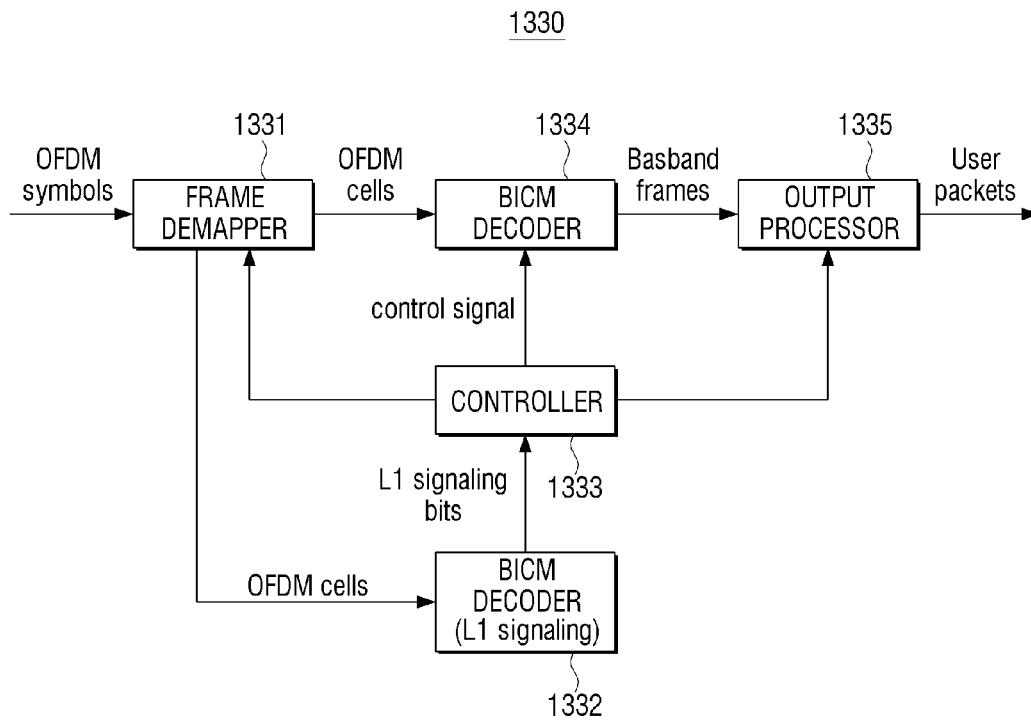 1330
1331
1334
1335
OFDM
symbols
FRAME
DEMAPPER
OFDM
cells
BICM
DECODER
Basband
frames
OUTPUT
PROCESSOR
User
packets
control signal
CONTROLLER
1333
L1 signaling
bits
OFDM cells
BICM
DECODER
(L1 signaling)
1332